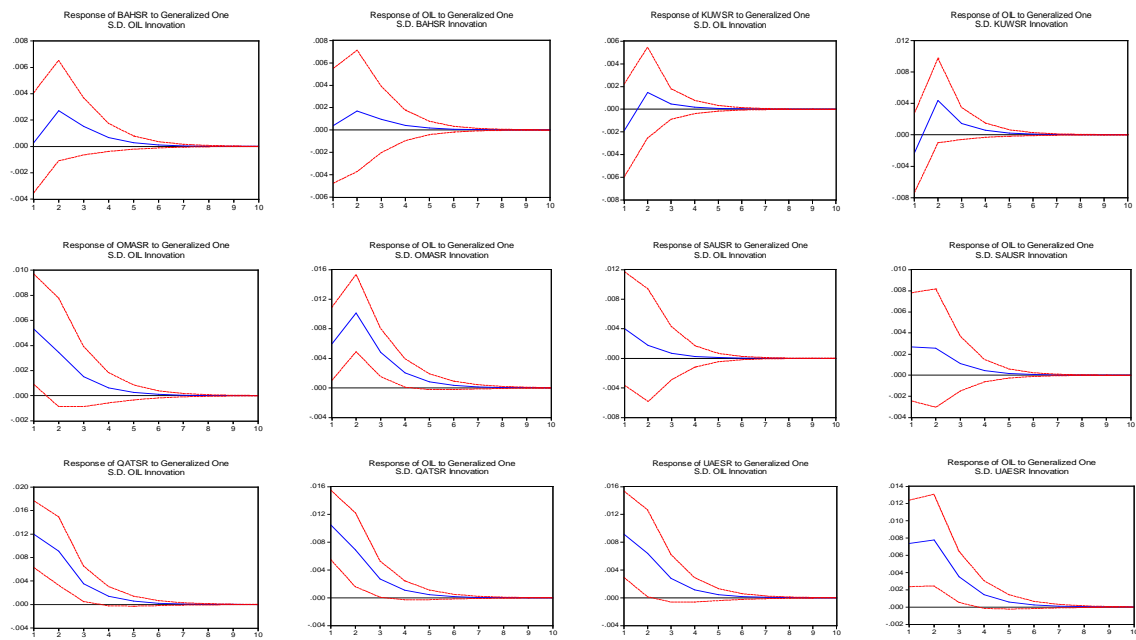 Response of BAHSR to Generalized One
S.D. OIL Innovation
.008
.006
.004
.002
.000
-.002
-.004
1 2 3 4 5 6 7 8 9 10
Response of OIL to Generalized One
S.D. BAHSR Innovation
.008
.006
.004
.002
.000
-.002
-.004
-.006
1 2 3 4 5 6 7 8 9 10
Response of KUWSR to Generalized One
S.D. OIL Innovation
.006
.004
.002
.000
-.002
-.004
-.006
-.008
1 2 3 4 5 6 7 8 9 10
Response of OIL to Generalized One
S.D. KUWSR Innovation
.012
.008
.004
.000
-.004
-.008
1 2 3 4 5 6 7 8 9 10
Response of OMASR to Generalized One
S.D. OIL Innovation
.010
.008
.006
.004
.002
.000
-.002
1 2 3 4 5 6 7 8 9 10
Response of OIL to Generalized One
S.D. OMASR Innovation
.016
.012
.008
.004
.000
-.004
1 2 3 4 5 6 7 8 9 10
Response of SAUSR to Generalized One
S.D. OIL Innovation
.012
.008
.004
.000
-.004
-.008
1 2 3 4 5 6 7 8 9 10
Response of OIL to Generalized One
S.D. SAUSR Innovation
.010
.008
.006
.004
.002
.000
-.002
-.004
1 2 3 4 5 6 7 8 9 10
Response of QATSR to Generalized One
S.D. OIL Innovation
.020
.016
.012
.008
.004
.000
-.004
1 2 3 4 5 6 7 8 9 10
Response of OIL to Generalized One
S.D. QATSR Innovation
.016
.012
.008
.004
.000
-.004
1 2 3 4 5 6 7 8 9 10
Response of UAESR to Generalized One
S.D. OIL Innovation
.016
.012
.008
.004
.000
-.004
1 2 3 4 5 6 7 8 9 10
Response of OIL to Generalized One
S.D. UAESR Innovation
.014
.012
.010
.008
.006
.004
.002
.000
-.002
1 2 3 4 5 6 7 8 9 10